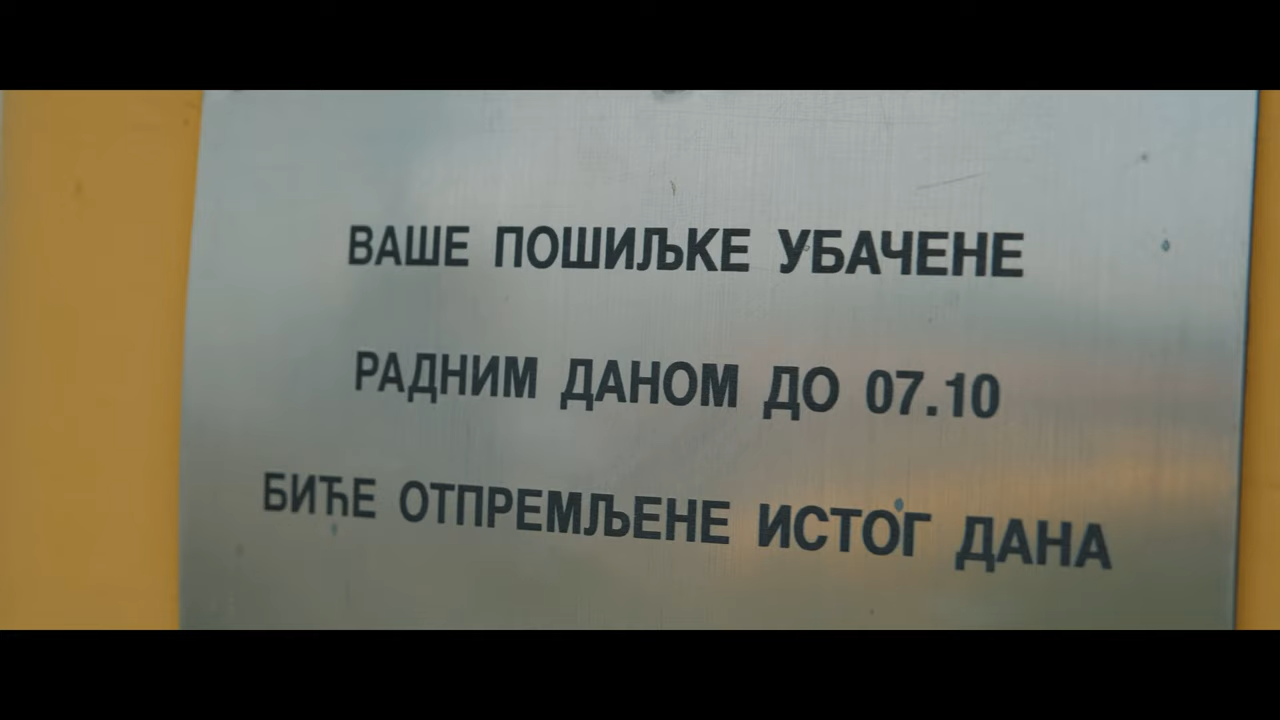 ВАШЕ ПОШИЉКЕ УБАЧЕНЕ
РАДНИМ ДАНОМ ДО 07.10
БИЋЕ ОТПРЕМЉЕНЕ ИСТОГ ДАНА